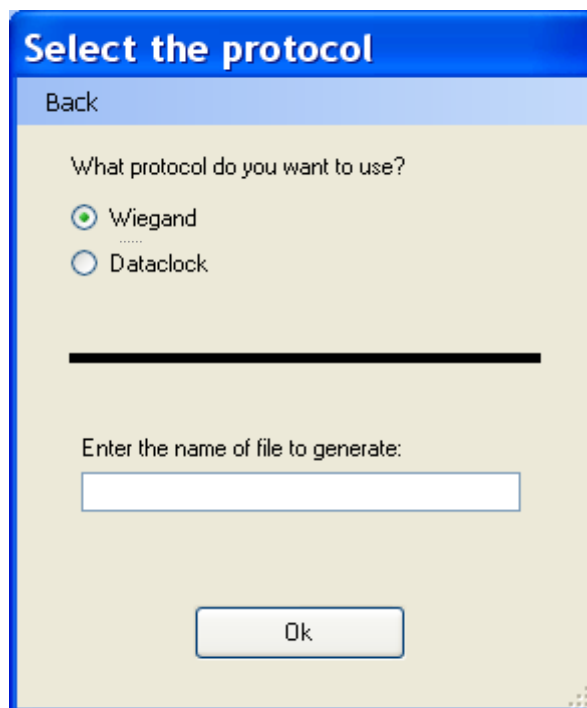 Select the protocol
Back
What protocol do you want to use?
Wiegand
Dataclock
Enter the name of file to generate:
Ok